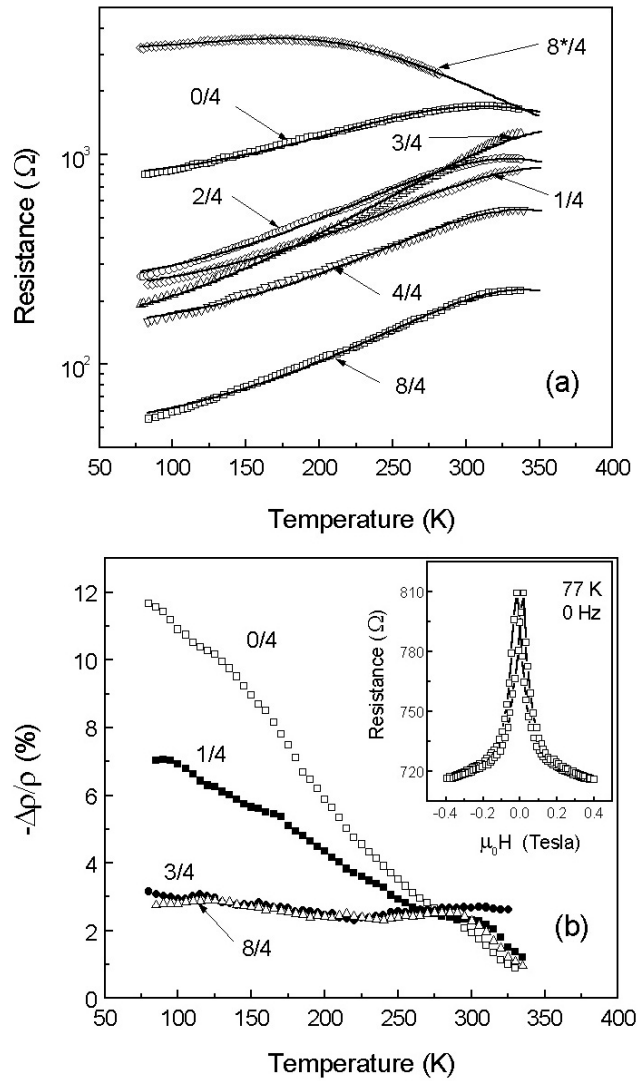 8*/4
0/4
10³
3/4
2/4
1/4
4/4
10²
8/4
(a)
Resistance (Ω)
50 100 150 200 250 300 350 400
Temperature (K)
12
10
8
6
4
2
0
-Δρ/ρ (%)
0/4
1/4
3/4
8/4
(b)
810
780
750
720
Resistance (Ω)
77 K
0 Hz
-0.4 -0.2 0.0 0.2 0.4
μ₀H (Tesla)
50 100 150 200 250 300 350 400
Temperature (K)